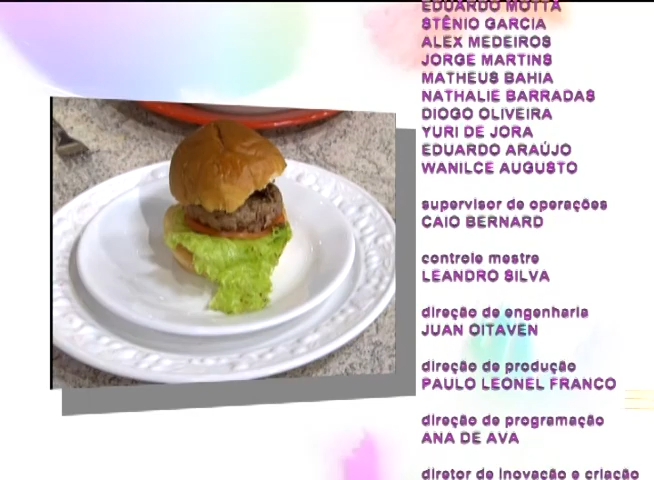 EDUARDO MOTTA
STÊNIO GARCIA
ALEX MEDEIROS
JORGE MARTINS
MATHEUS BAHIA
NATHALIE BARRADAS
DIOGO OLIVEIRA
YURI DE JORA
EDUARDO ARAÚJO
WANILCE AUGUSTO
supervisor de operações
CAIO BERNARD
controle mestre
LEANDRO SILVA
direção de engenharia
JUAN OITAVEN
direção de produção
PAULO LEONEL FRANCO
direção de programação
ANA DE AVA
diretor de inovação e criação